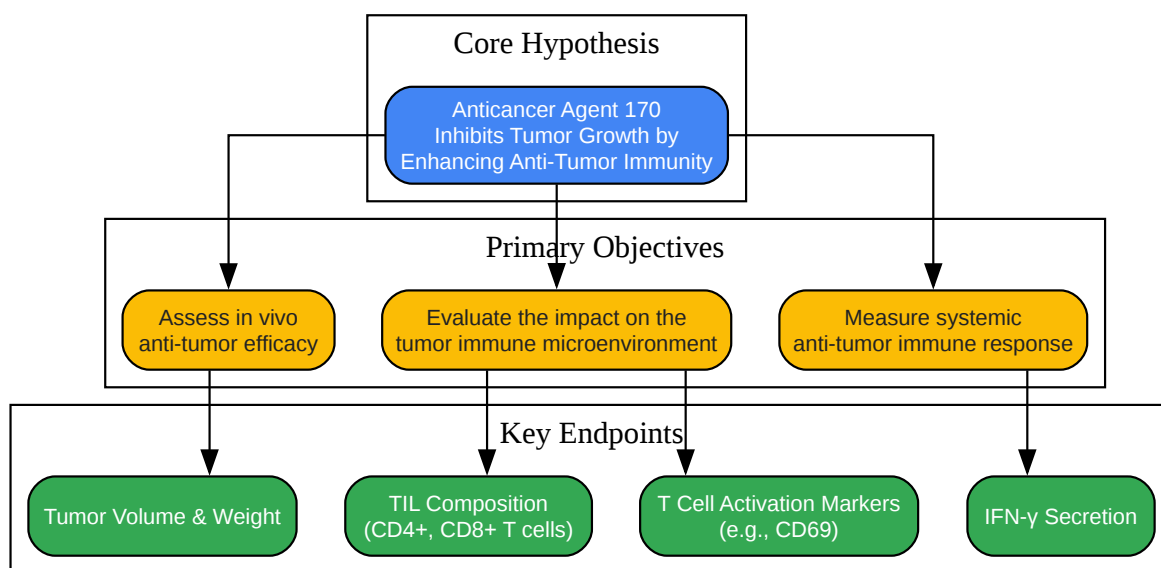 Core Hypothesis
Anticancer Agent 170
Inhibits Tumor Growth by
Enhancing Anti-Tumor Immunity
Primary Objectives
Assess in vivo
anti-tumor efficacy
Evaluate the impact on the
tumor immune microenvironment
Measure systemic
anti-tumor immune response
Key Endpoints
Tumor Volume & Weight
TIL Composition
(CD4+, CD8+ T cells)
T Cell Activation Markers
(e.g., CD69)
IFN-γ Secretion